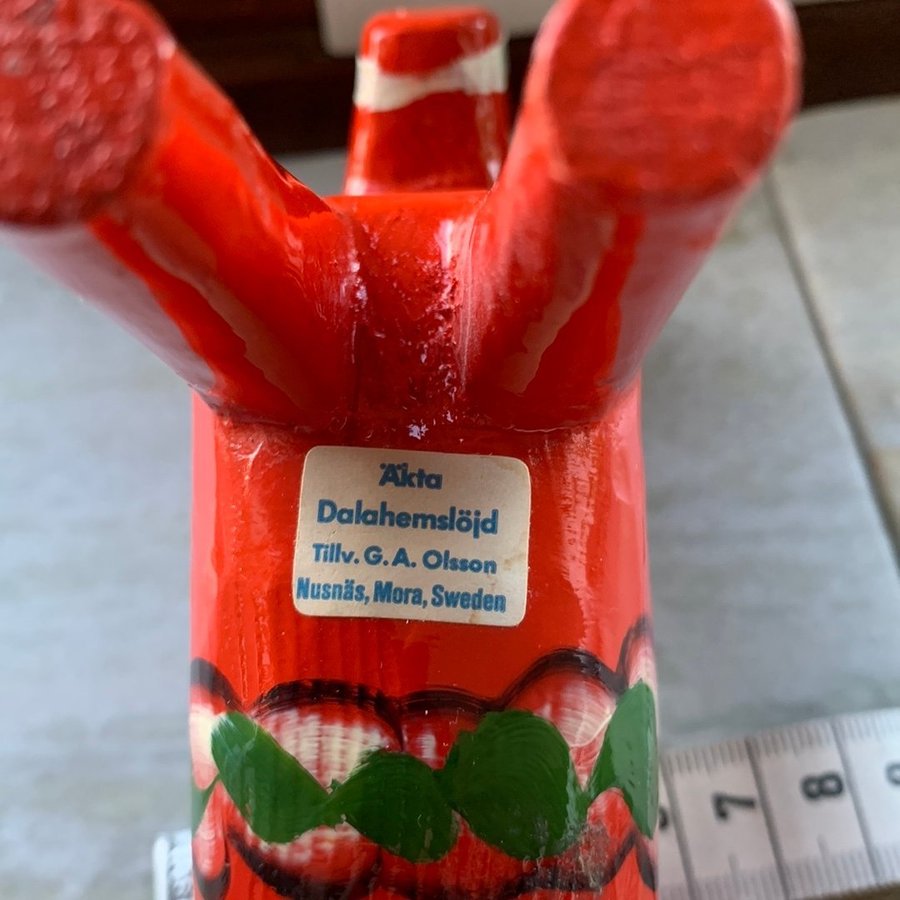 Äkta
Dalahemslöjd
Tillv. G. A. Olsson
Nusnäs, Mora, Sweden
7
8